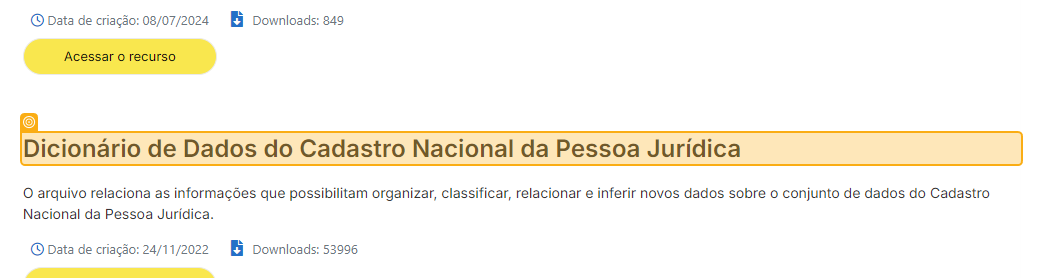 Data de criação: 08/07/2024 Downloads: 849
Acessar o recurso
Dicionário de Dados do Cadastro Nacional da Pessoa Jurídica
O arquivo relaciona as informações que possibilitam organizar, classificar, relacionar e inferir novos dados sobre o conjunto de dados do Cadastro
Nacional da Pessoa Jurídica.
Data de criação: 24/11/2022 Downloads: 53996